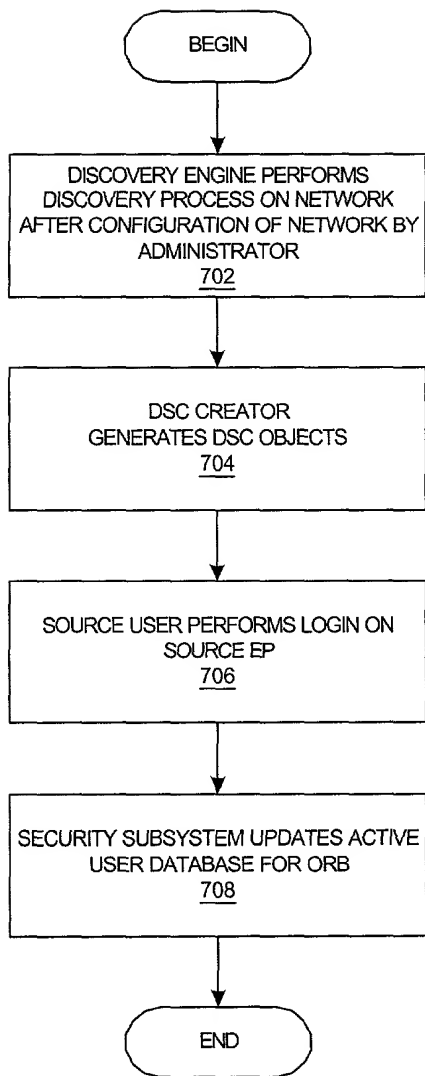 BEGIN
DISCOVERY ENGINE PERFORMS
DISCOVERY PROCESS ON NETWORK
AFTER CONFIGURATION OF NETWORK BY
ADMINISTRATOR
702
DSC CREATOR
GENERATES DSC OBJECTS
704
SOURCE USER PERFORMS LOGIN ON
SOURCE EP
706
SECURITY SUBSYSTEM UPDATES ACTIVE
USER DATABASE FOR ORB
708
END